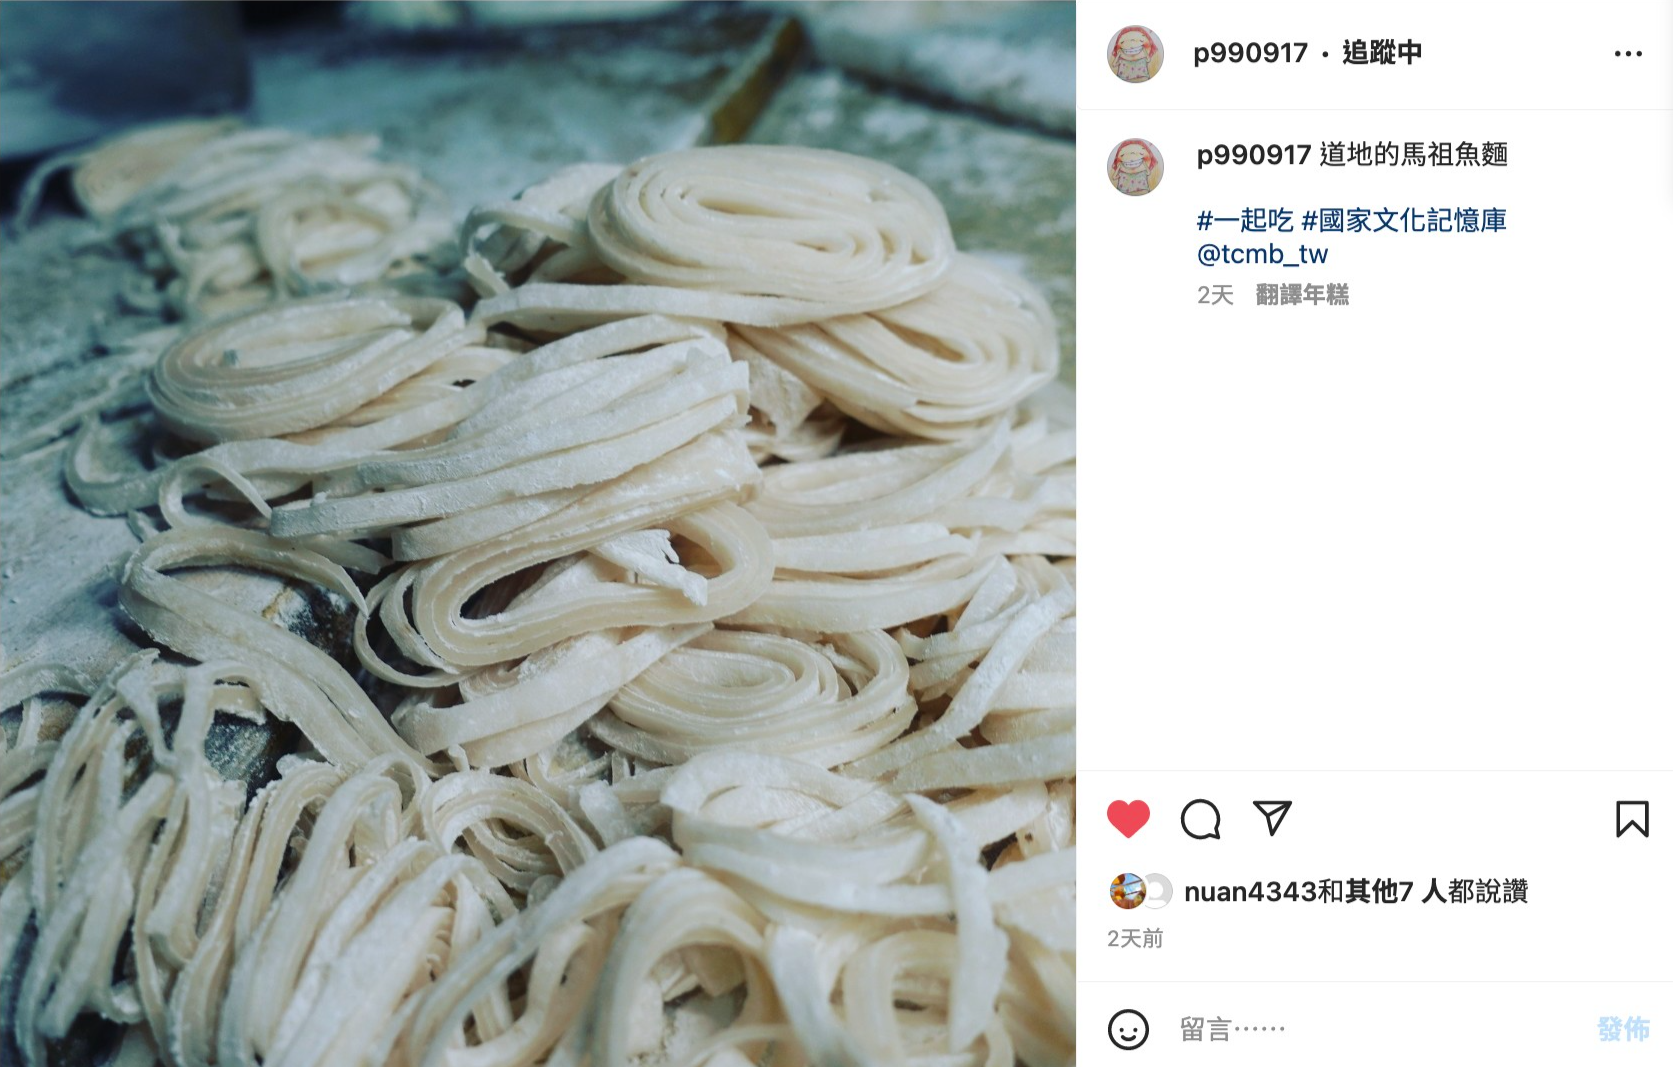 p990917 • 追蹤中
p990917 道地的馬祖魚麵
#一起吃 #國家文化記憶庫
@tcmb_tw
2天 翻譯年糕
nuan4343和其他7 人都說讚
2天前
留言⋯⋯
發佈